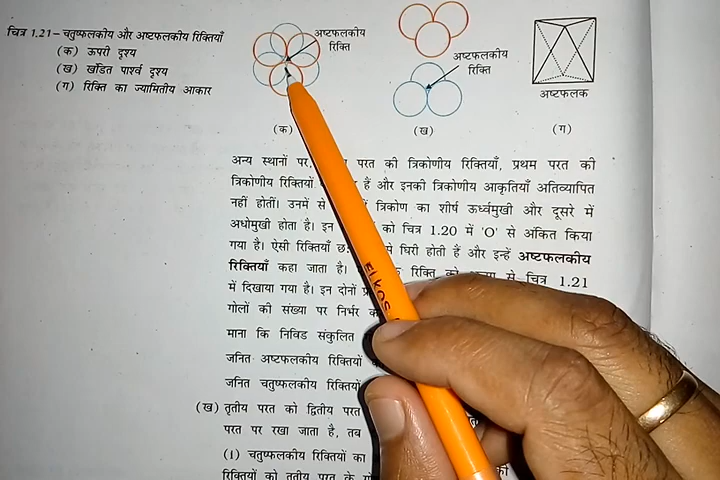 चित्र 1.21– चतुष्फलकीय और अष्टफलकीय रिक्तियाँ
(क) ऊपरी दृश्य
(ख) खंडित पार्श्व दृश्य
(ग) रिक्ति का ज्यामितीय आकार
अष्टफलकीय
रिक्ति
(क)
अष्टफलकीय
रिक्ति
(ख)
अष्टफलक
(ग)
अन्य स्थानों पर, परत की त्रिकोणीय रिक्तियाँ, प्रथम परत की
त्रिकोणीय रिक्तियों हैं और इनकी त्रिकोणीय आकृतियाँ अतिव्यापित
नहीं होतीं। उनमें से त्रिकोण का शीर्ष ऊर्ध्वमुखी और दूसरे में
अधोमुखी होता है। इन को चित्र 1.20 में 'O' से अंकित किया
गया है। ऐसी रिक्तियाँ से घिरी होती हैं और इन्हें अष्टफलकीय
रिक्तियाँ कहा जाता है। रिक्ति को से चित्र 1.21
में दिखाया गया है। इन दोनों
गोलों की संख्या पर निर्भर
माना कि निविड संकुलित
जनित अष्टफलकीय रिक्तियों
जनित चतुष्फलकीय रिक्तियों
(ख) तृतीय परत को द्वितीय परत
परत पर रखा जाता है, तब
(i) चतुष्फलकीय रिक्तियों का
रिक्तियों को तृतीय परत के
ELKOS